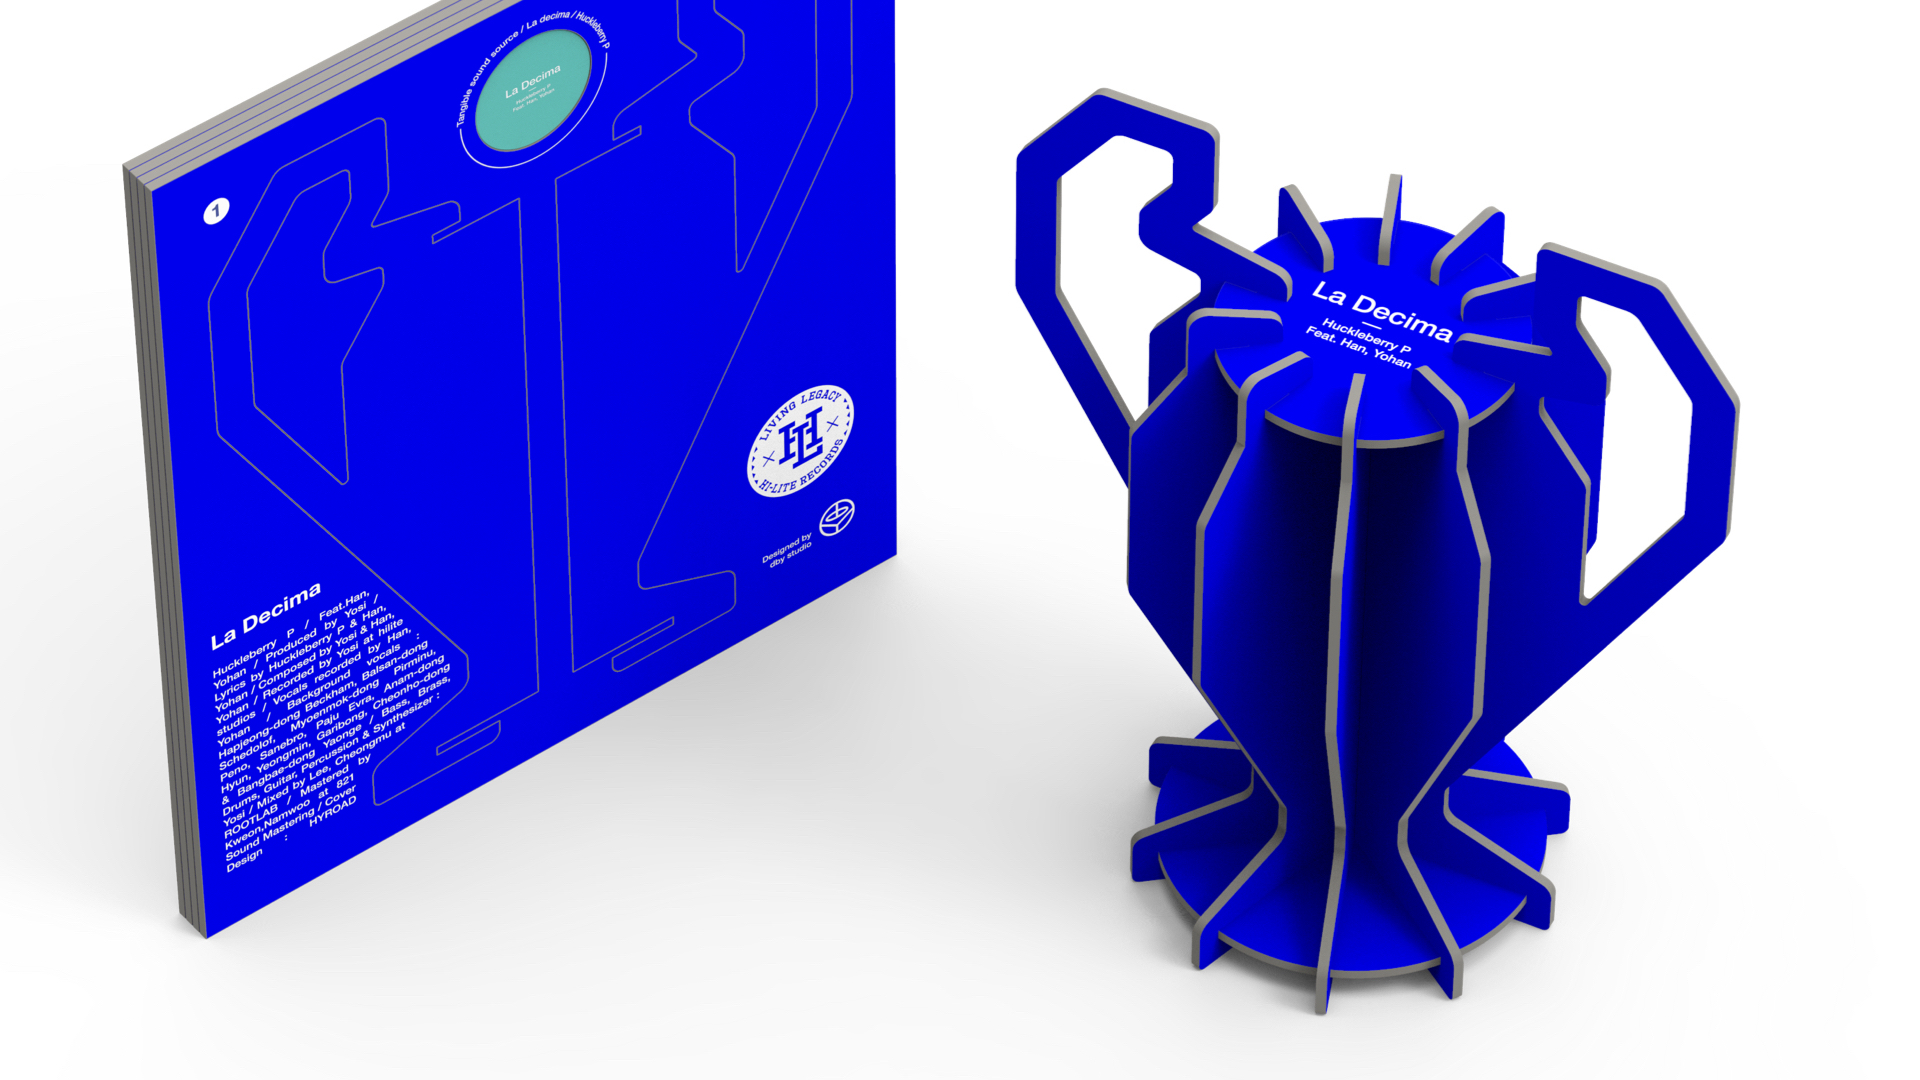 Tangible sound source / La decima / Huckleberry P
La Decima
Huckleberry P
Feat. Han, Yohan
1
LIVING LEGACY
HI-LITE RECORDS
Designed by
dby studio
La Decima
Huckleberry P / Feat.Han,
Yohan / Produced by Yosi /
Lyrics by Huckleberry P & Han,
Yohan / Composed by Yosi & Han,
Yohan / Recorded by Yosi at hilite
studios / Vocals recorded by Han,
Yohan / Background vocals :
Hapjeong-dong Beckham, Balsan-dong
Schedolof, Myoenmok-dong Pirminu,
Peno, Sanebro, Paju Evra, Anam-dong
Hyun, Yeongmin, Garibong, Cheonho-dong
& Bangbae-dong Yaonge / Bass, Brass,
Drums, Guitar, Percussion & Synthesizer :
Yosi / Mixed by Lee, Cheongmu at
ROOTLAB / Mastered by
Kweon,Namwoo at 821
Sound Mastering / Cover
Design : HYROAD
La Decima
Huckleberry P
Feat. Han, Yohan